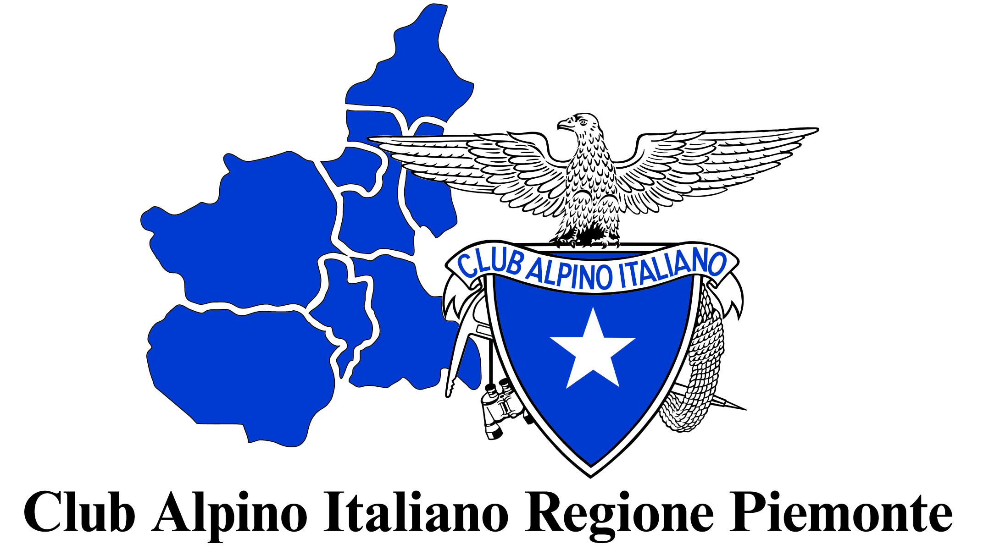 CLUB ALPINO ITALIANO
Club Alpino Italiano Regione Piemonte